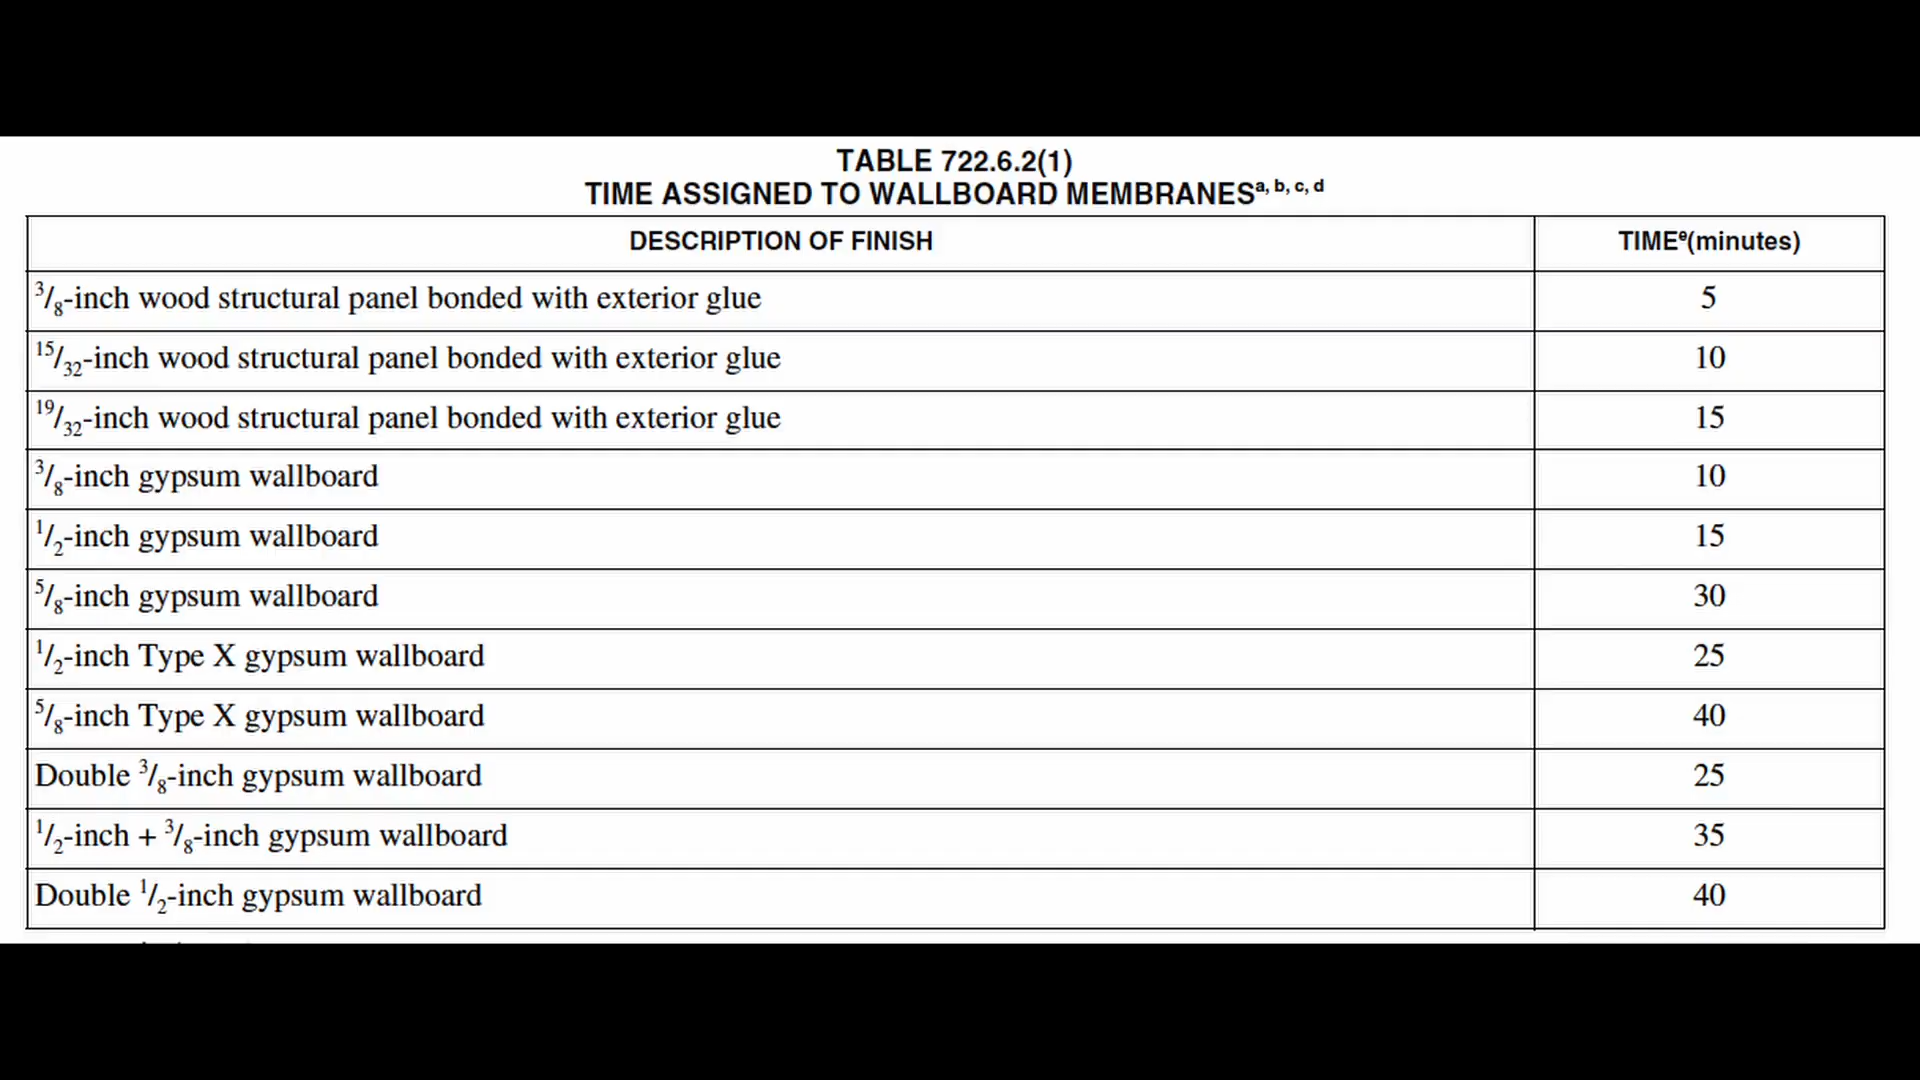 TABLE 722.6.2(1)
TIME ASSIGNED TO WALLBOARD MEMBRANESa, b, c, d
DESCRIPTION OF FINISH TIMEe(minutes)
3/8-inch wood structural panel bonded with exterior glue 5
15/32-inch wood structural panel bonded with exterior glue 10
19/32-inch wood structural panel bonded with exterior glue 15
3/8-inch gypsum wallboard 10
1/2-inch gypsum wallboard 15
5/8-inch gypsum wallboard 30
1/2-inch Type X gypsum wallboard 25
5/8-inch Type X gypsum wallboard 40
Double 3/8-inch gypsum wallboard 25
1/2-inch + 3/8-inch gypsum wallboard 35
Double 1/2-inch gypsum wallboard 40